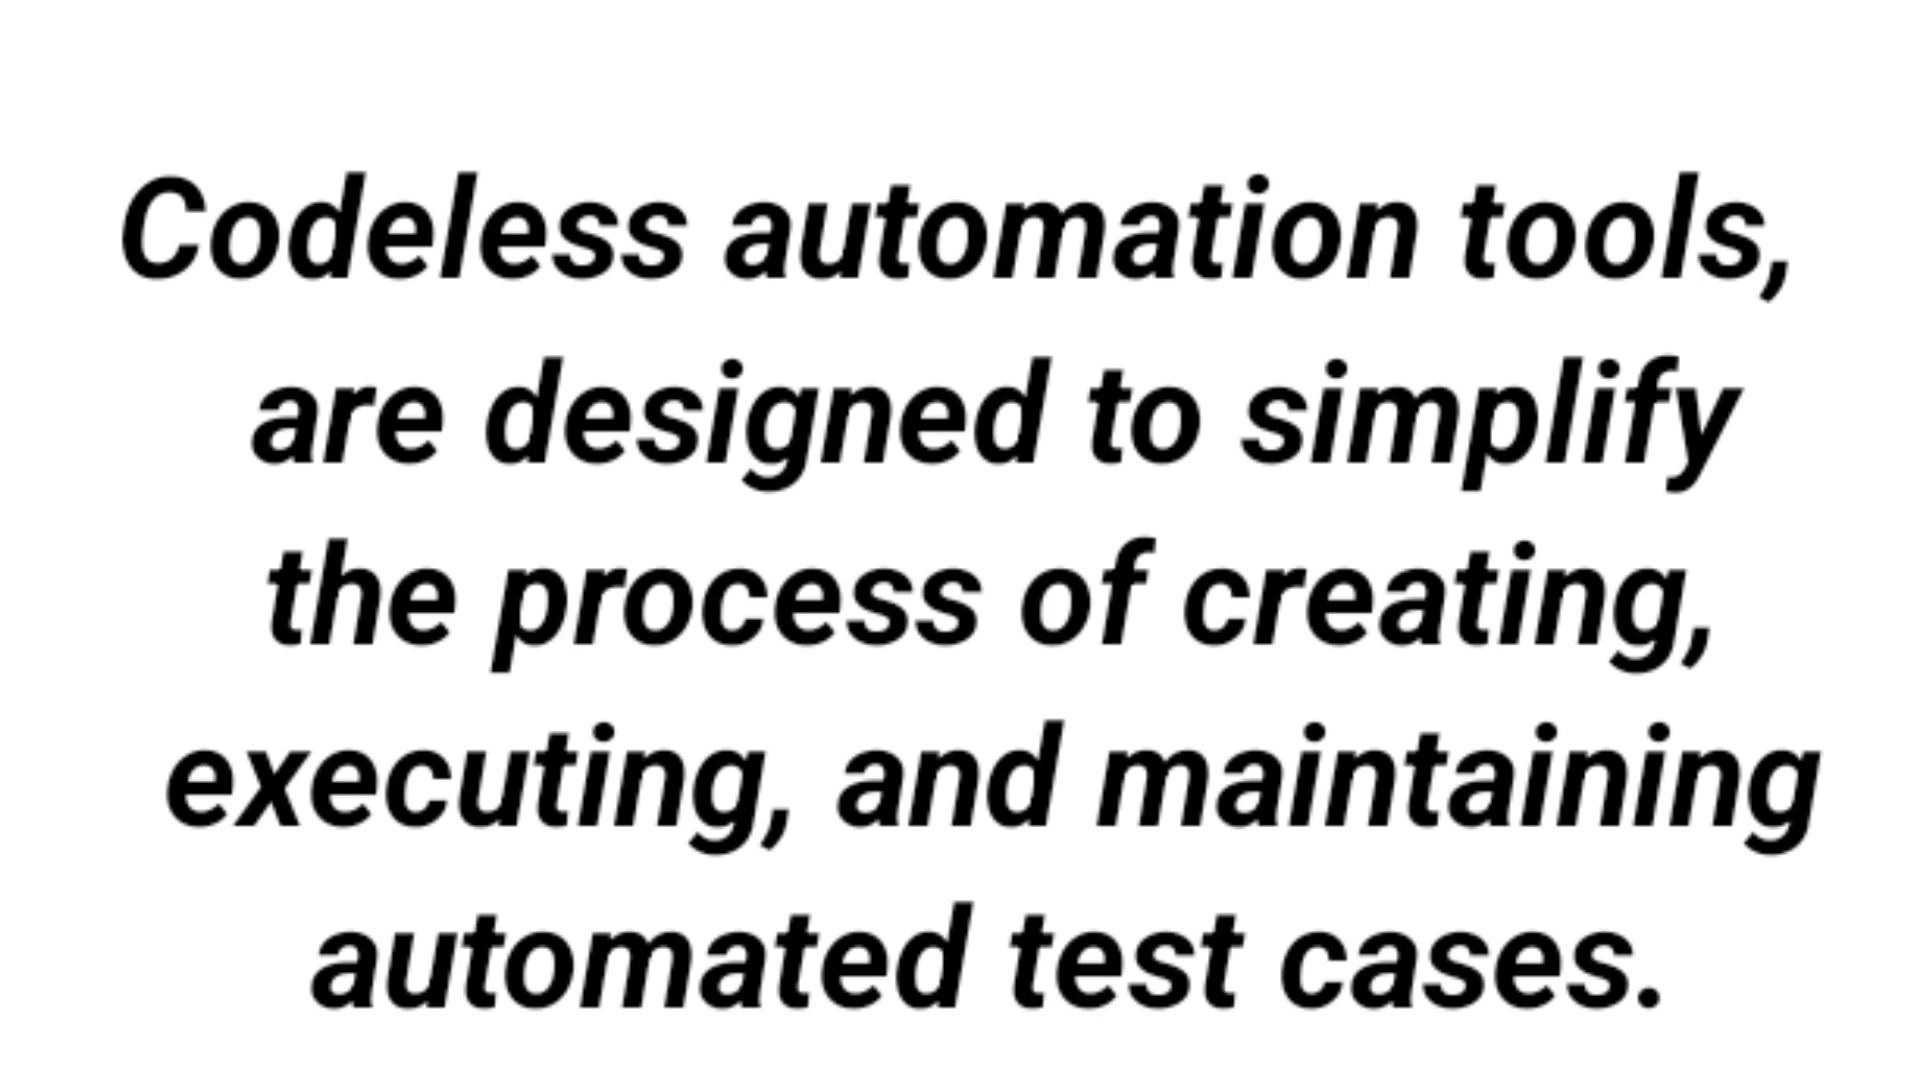 Codeless automation tools,
are designed to simplify
the process of creating,
executing, and maintaining
automated test cases.